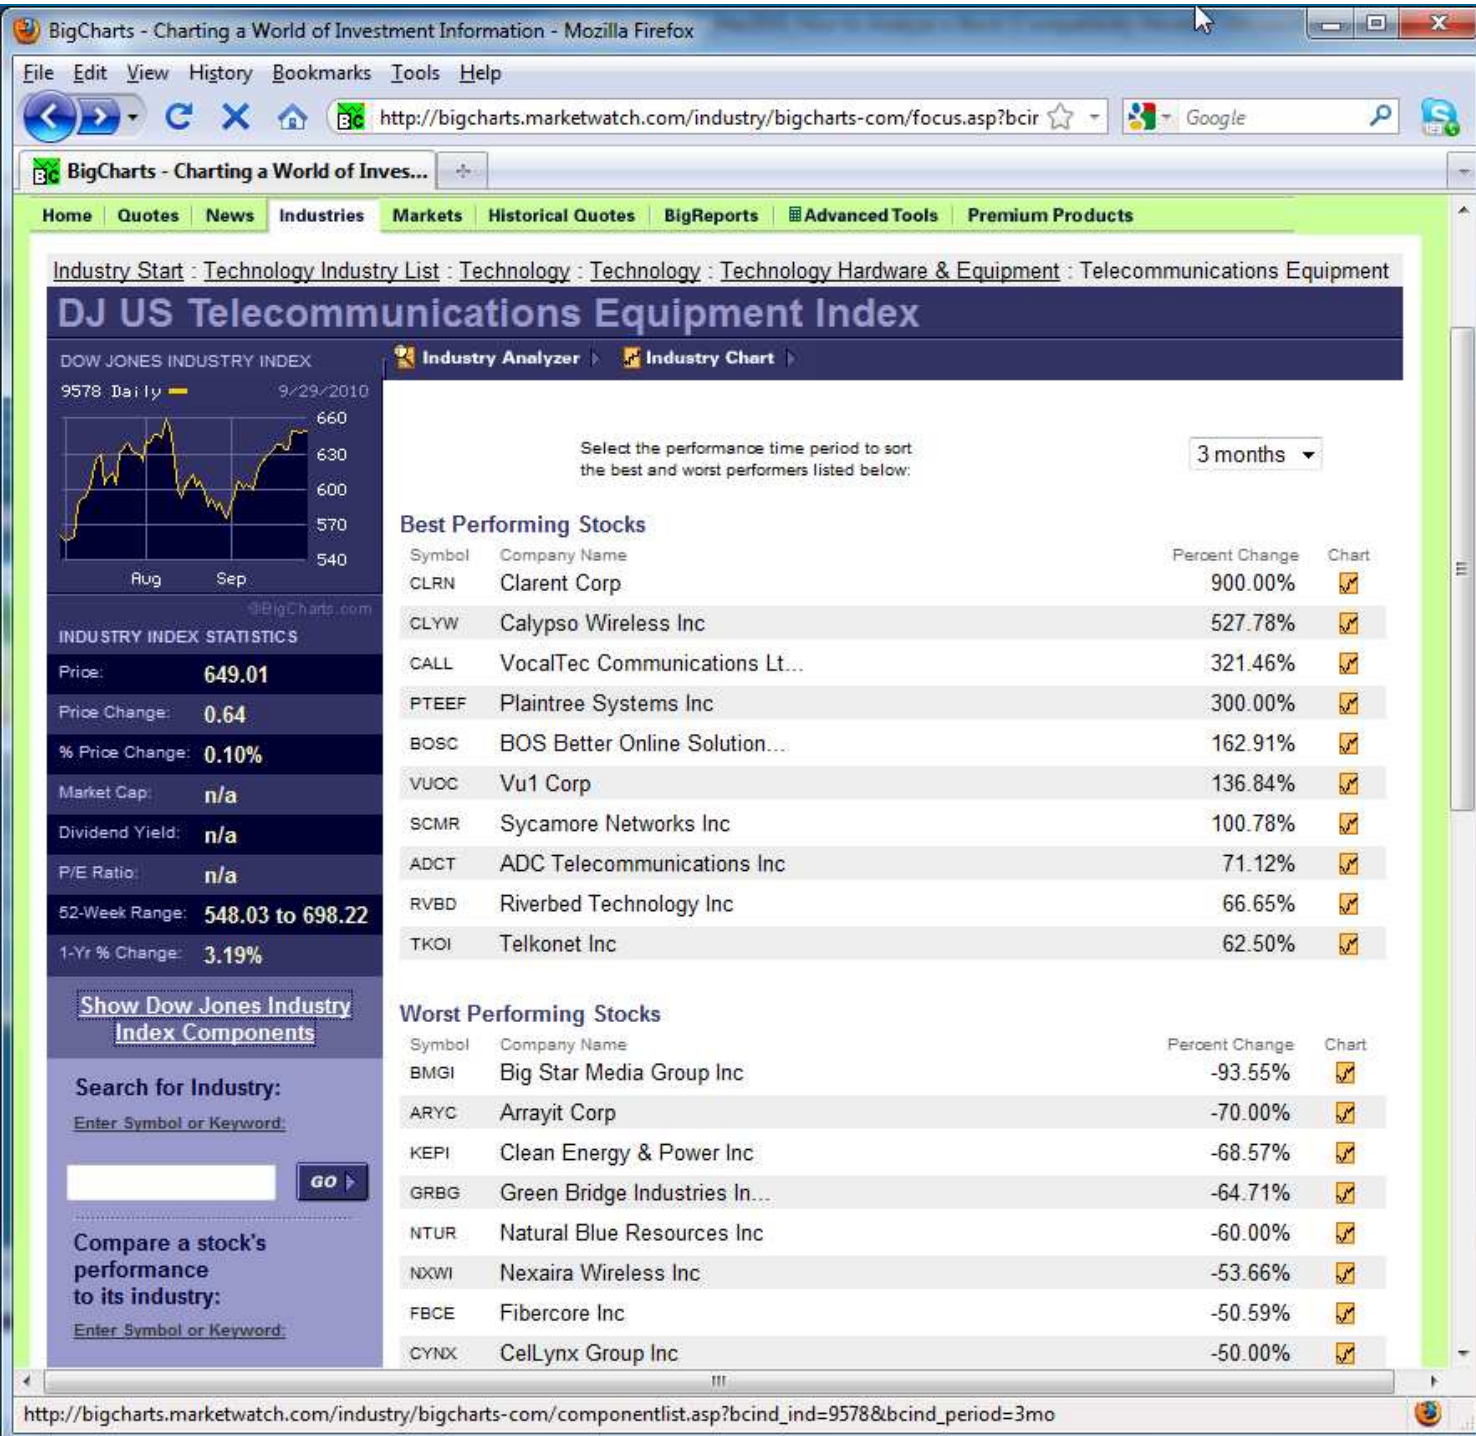 BigCharts - Charting a World of Investment Information - Mozilla Firefox
File Edit View History Bookmarks Tools Help
http://bigcharts.marketwatch.com/industry/bigcharts-com/focus.asp?bcir
Google
BigCharts - Charting a World of Inves...
Home Quotes News Industries Markets Historical Quotes BigReports Advanced Tools Premium Products
Industry Start : Technology Industry List : Technology : Technology : Technology Hardware & Equipment : Telecommunications Equipment
DJ US Telecommunications Equipment Index
DOW JONES INDUSTRY INDEX
Industry Analyzer Industry Chart
9578 Daily 9/29/2010
660
630
600
570
540
Aug Sep
©BigCharts.com
INDUSTRY INDEX STATISTICS
Price: 649.01
Price Change: 0.64
% Price Change: 0.10%
Market Cap: n/a
Dividend Yield: n/a
P/E Ratio: n/a
52-Week Range: 548.03 to 698.22
1-Yr % Change: 3.19%
Show Dow Jones Industry
Index Components
Search for Industry:
Enter Symbol or Keyword:
GO
Compare a stock's
performance
to its industry:
Enter Symbol or Keyword:
Select the performance time period to sort
the best and worst performers listed below:
3 months
Best Performing Stocks
Symbol Company Name Percent Change Chart
CLRN Clarent Corp 900.00%
CLYW Calypso Wireless Inc 527.78%
CALL VocalTec Communications Lt... 321.46%
PTEEF Plaintree Systems Inc 300.00%
BOSC BOS Better Online Solution... 162.91%
VUOC Vu1 Corp 136.84%
SCMR Sycamore Networks Inc 100.78%
ADCT ADC Telecommunications Inc 71.12%
RVBD Riverbed Technology Inc 66.65%
TKOI Telkonet Inc 62.50%
Worst Performing Stocks
Symbol Company Name Percent Change Chart
BMGI Big Star Media Group Inc -93.55%
ARYC Arrayit Corp -70.00%
KEPI Clean Energy & Power Inc -68.57%
GRBG Green Bridge Industries In... -64.71%
NTUR Natural Blue Resources Inc -60.00%
NXWI Nexaira Wireless Inc -53.66%
FBCE Fibercore Inc -50.59%
CYNX CelLynx Group Inc -50.00%
http://bigcharts.marketwatch.com/industry/bigcharts-com/componentlist.asp?bcind_ind=9578&bcind_period=3mo